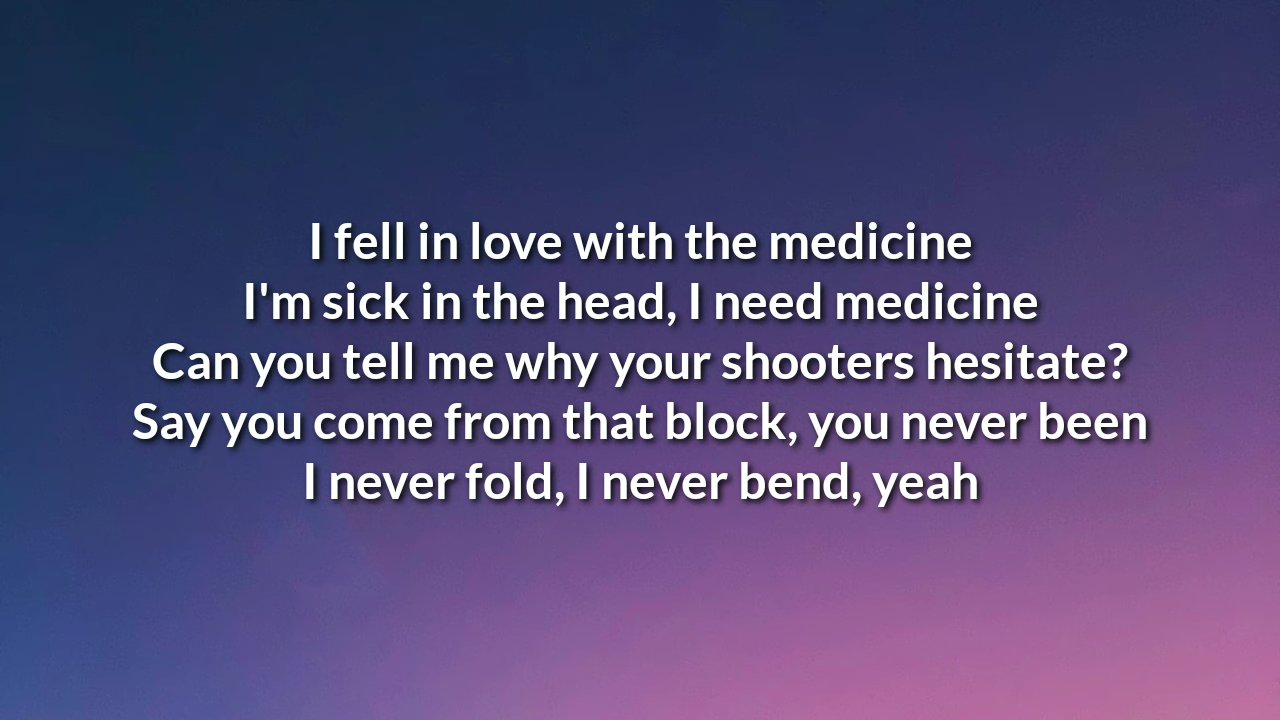 I fell in love with the medicine
I'm sick in the head, I need medicine
Can you tell me why your shooters hesitate?
Say you come from that block, you never been
I never fold, I never bend, yeah